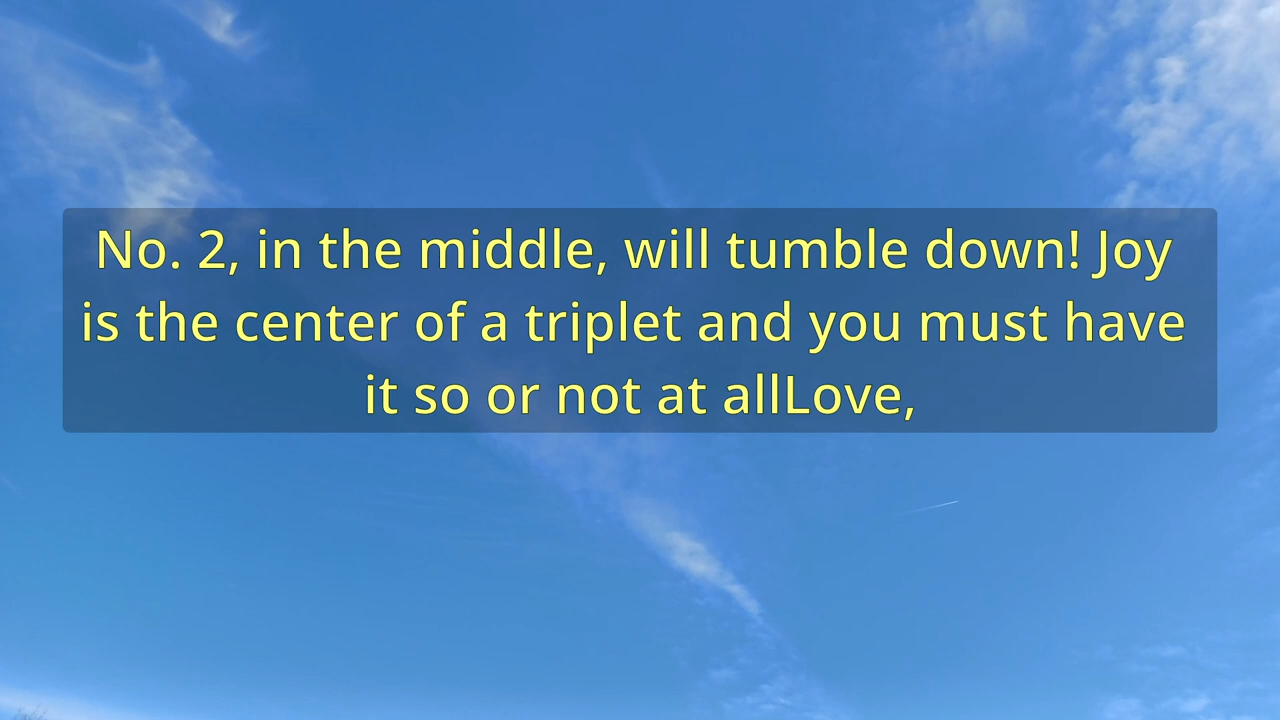 No. 2, in the middle, will tumble down! Joy
is the center of a triplet and you must have
it so or not at allLove,